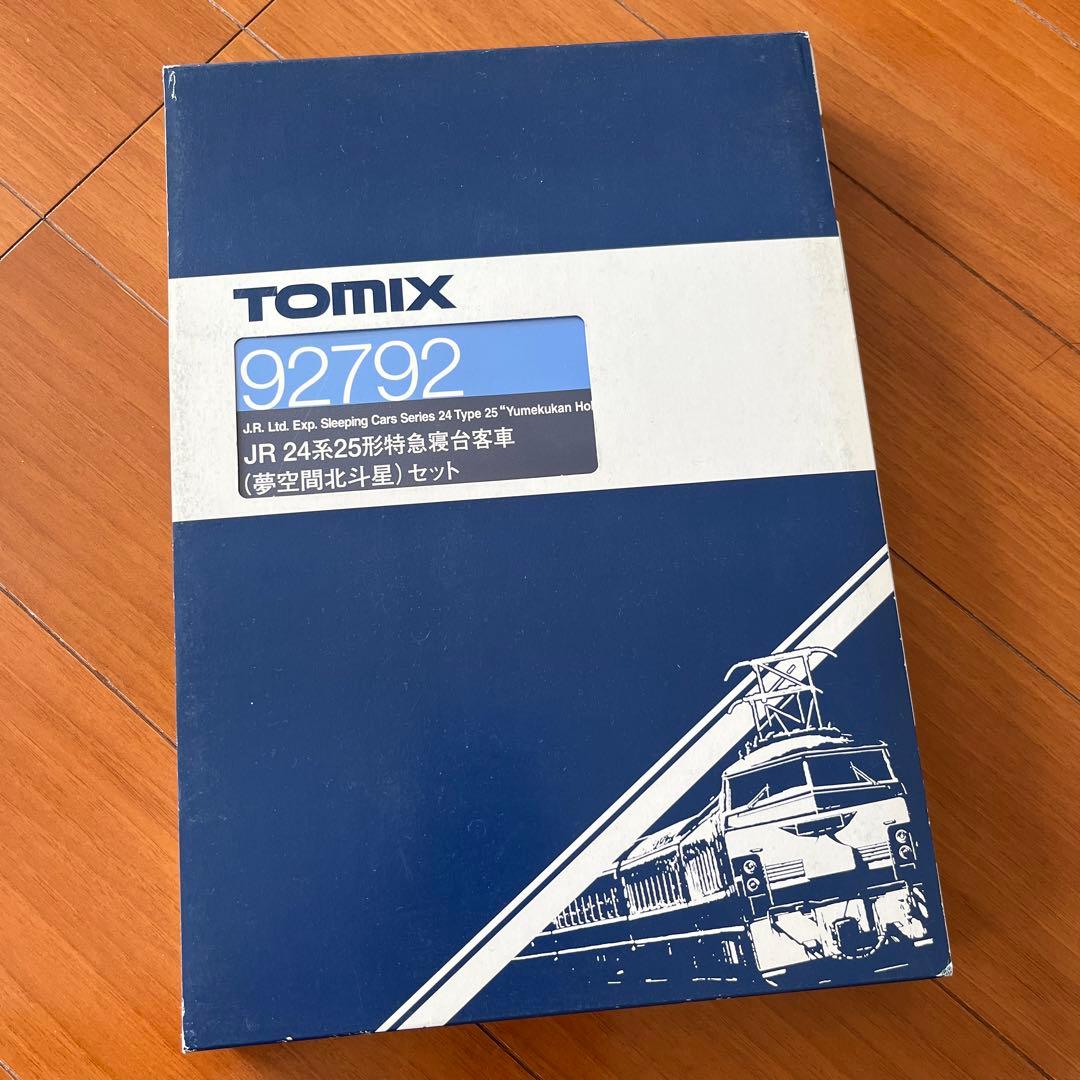 TOMIX
92792
J.R. Ltd. Exp. Sleeping Cars Series 24 Type 25 "Yumekukan Ho
JR 24系25形特急寝台客車
(夢空間北斗星)セット